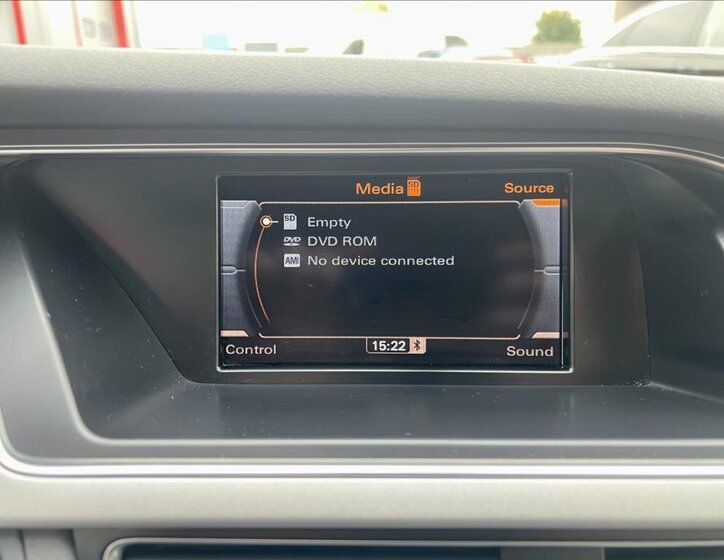 Media SD Source
SD Empty
DVD DVD ROM
AMI No device connected
Control 15:22 Sound